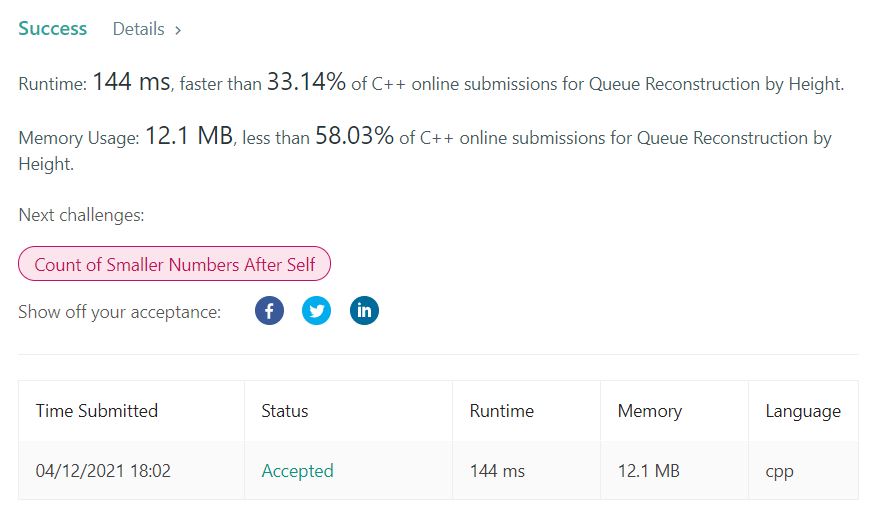 Success Details >
Runtime: 144 ms, faster than 33.14% of C++ online submissions for Queue Reconstruction by Height.
Memory Usage: 12.1 MB, less than 58.03% of C++ online submissions for Queue Reconstruction by
Height.
Next challenges:
Count of Smaller Numbers After Self
Show off your acceptance:
Time Submitted Status Runtime Memory Language
04/12/2021 18:02 Accepted 144 ms 12.1 MB cpp